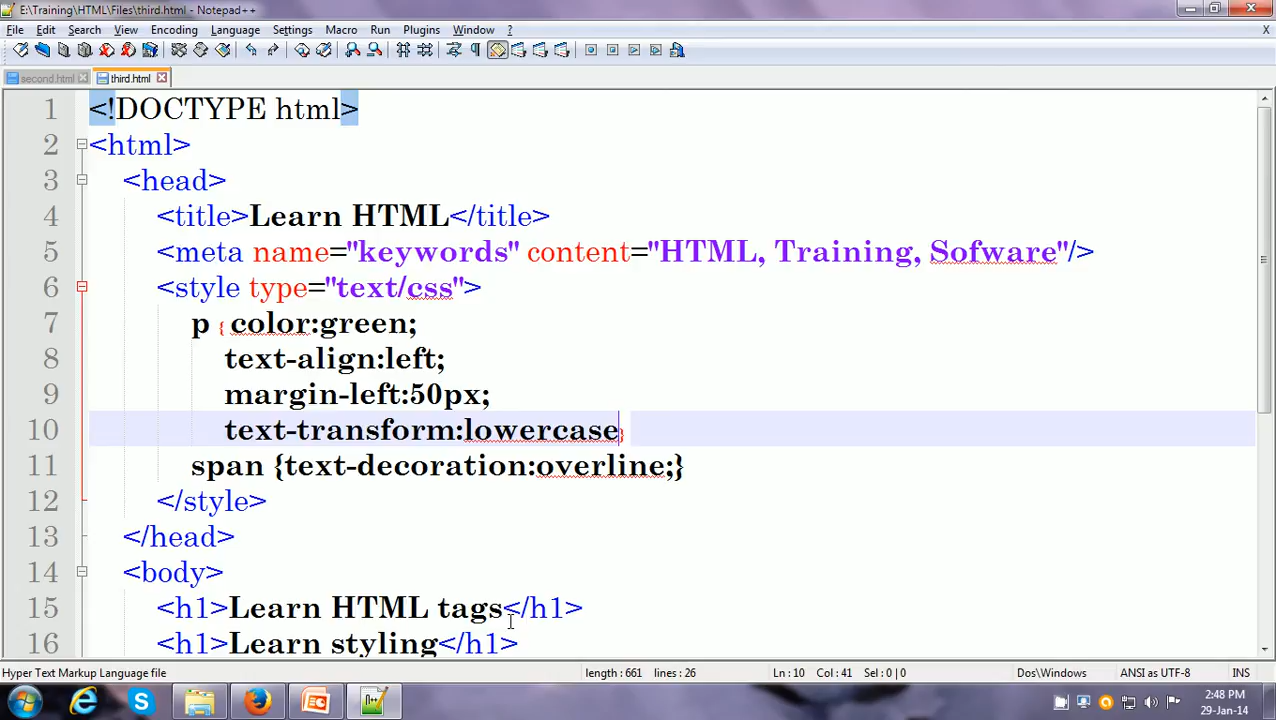 E:\Training\HTML\Files\third.html - Notepad++
File Edit Search View Encoding Language Settings Macro Run Plugins Window ? X
second.html third.html
1 <!DOCTYPE html>
2 <html>
3 <head>
4 <title>Learn HTML</title>
5 <meta name="keywords" content="HTML, Training, Sofware"/>
6 <style type="text/css">
7 p { color:green;
8 text-align:left;
9 margin-left:50px;
10 text-transform:lowercase}
11 span {text-decoration:overline;}
12 </style>
13 </head>
14 <body>
15 <h1>Learn HTML tags</h1>
16 <h1>Learn styling</h1>
Hyper Text Markup Language file length : 661 lines : 26 Ln : 10 Col : 41 Sel : 0 | 0 Dos\Windows ANSI as UTF-8 INS
2:48 PM
29-Jan-14